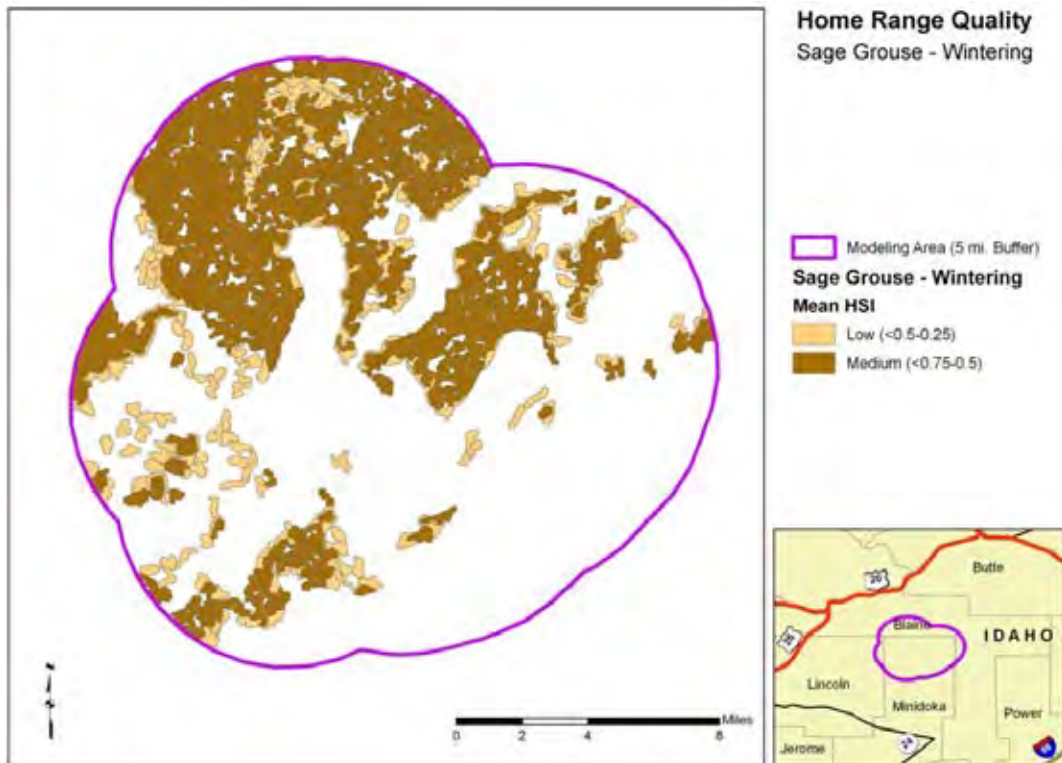 Home Range Quality
Sage Grouse - Wintering
Modeling Area (5 mi. Buffer)
Sage Grouse - Wintering
Mean HSI
Low (<0.5-0.25)
Medium (<0.75-0.5)
Miles
0 2 4 8
Butte
20
Blaine
IDAHO
26
Lincoln
Minidoka
Power
24
Jerome